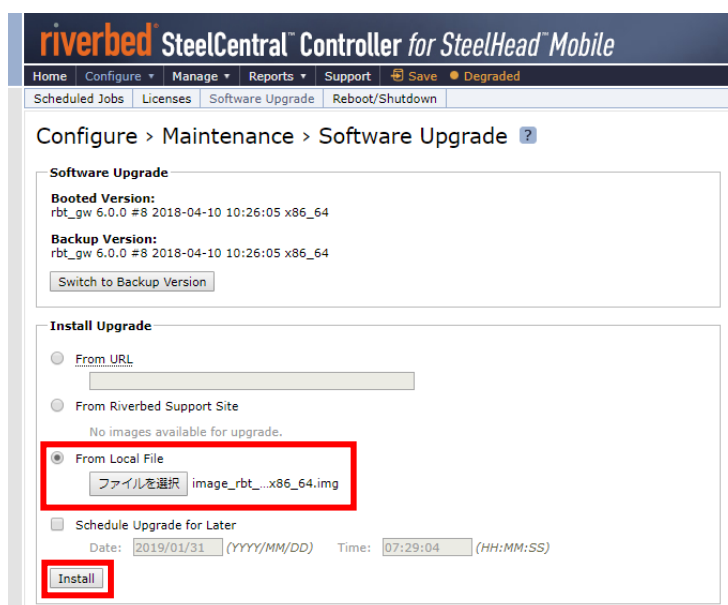 riverbed® SteelCentral™ Controller for SteelHead™ Mobile
Home Configure ▾ Manage ▾ Reports ▾ Support Save Degraded
Scheduled Jobs Licenses Software Upgrade Reboot/Shutdown
Configure › Maintenance › Software Upgrade ?
Software Upgrade
Booted Version:
rbt_gw 6.0.0 #8 2018-04-10 10:26:05 x86_64
Backup Version:
rbt_gw 6.0.0 #8 2018-04-10 10:26:05 x86_64
Switch to Backup Version
Install Upgrade
From URL
From Riverbed Support Site
No images available for upgrade.
From Local File
ファイルを選択 image_rbt_...x86_64.img
Schedule Upgrade for Later
Date: 2019/01/31 (YYYY/MM/DD) Time: 07:29:04 (HH:MM:SS)
Install